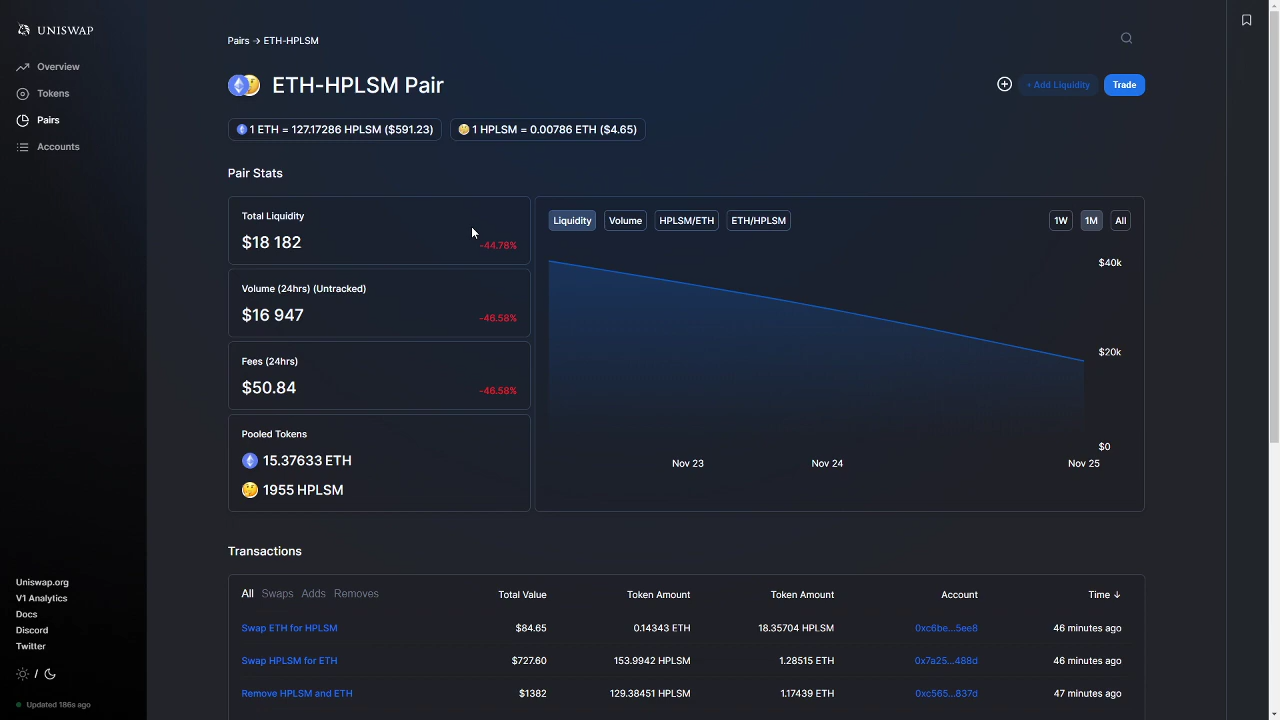 UNISWAP
Overview
Tokens
Pairs
Accounts
Uniswap.org
V1 Analytics
Docs
Discord
Twitter
/
Updated 186s ago
Pairs → ETH-HPLSM
ETH-HPLSM Pair
+ Add Liquidity
Trade
1 ETH = 127.17286 HPLSM ($591.23)
1 HPLSM = 0.00786 ETH ($4.65)
Pair Stats
Total Liquidity
$18 182 -44.78%
Volume (24hrs) (Untracked)
$16 947 -46.58%
Fees (24hrs)
$50.84 -46.58%
Pooled Tokens
15.37633 ETH
1955 HPLSM
Liquidity Volume HPLSM/ETH ETH/HPLSM 1W 1M All
$40k
$20k
$0
Nov 23 Nov 24 Nov 25
Transactions
All Swaps Adds Removes Total Value Token Amount Token Amount Account Time ↓
Swap ETH for HPLSM $84.65 0.14343 ETH 18.35704 HPLSM 0xc6be...5ee8 46 minutes ago
Swap HPLSM for ETH $727.60 153.9942 HPLSM 1.28515 ETH 0x7a25...488d 46 minutes ago
Remove HPLSM and ETH $1382 129.38451 HPLSM 1.17439 ETH 0xc565...837d 47 minutes ago